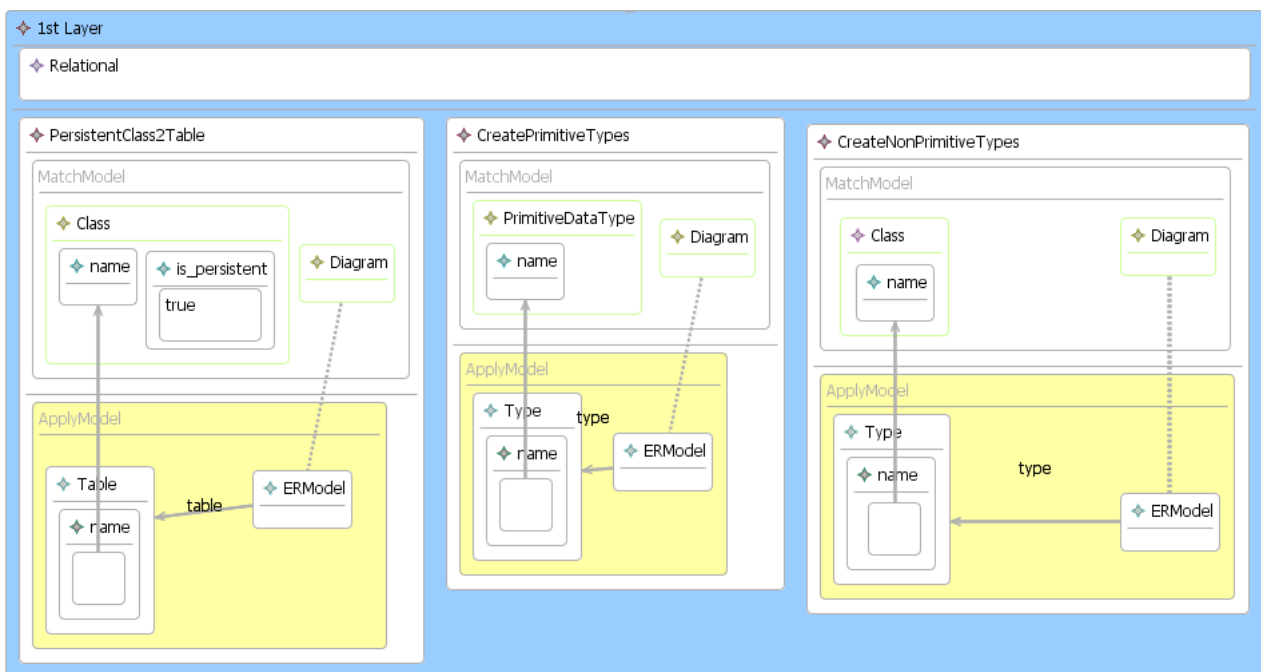 1st Layer
Relational
PersistentClass2Table
MatchModel
Class
name
is_persistent
true
Diagram
ApplyModel
Table
name
table
ERModel
CreatePrimitiveTypes
MatchModel
PrimitiveDataType
name
Diagram
ApplyModel
Type
name
type
ERModel
CreateNonPrimitiveTypes
MatchModel
Class
name
Diagram
ApplyModel
Type
name
type
ERModel